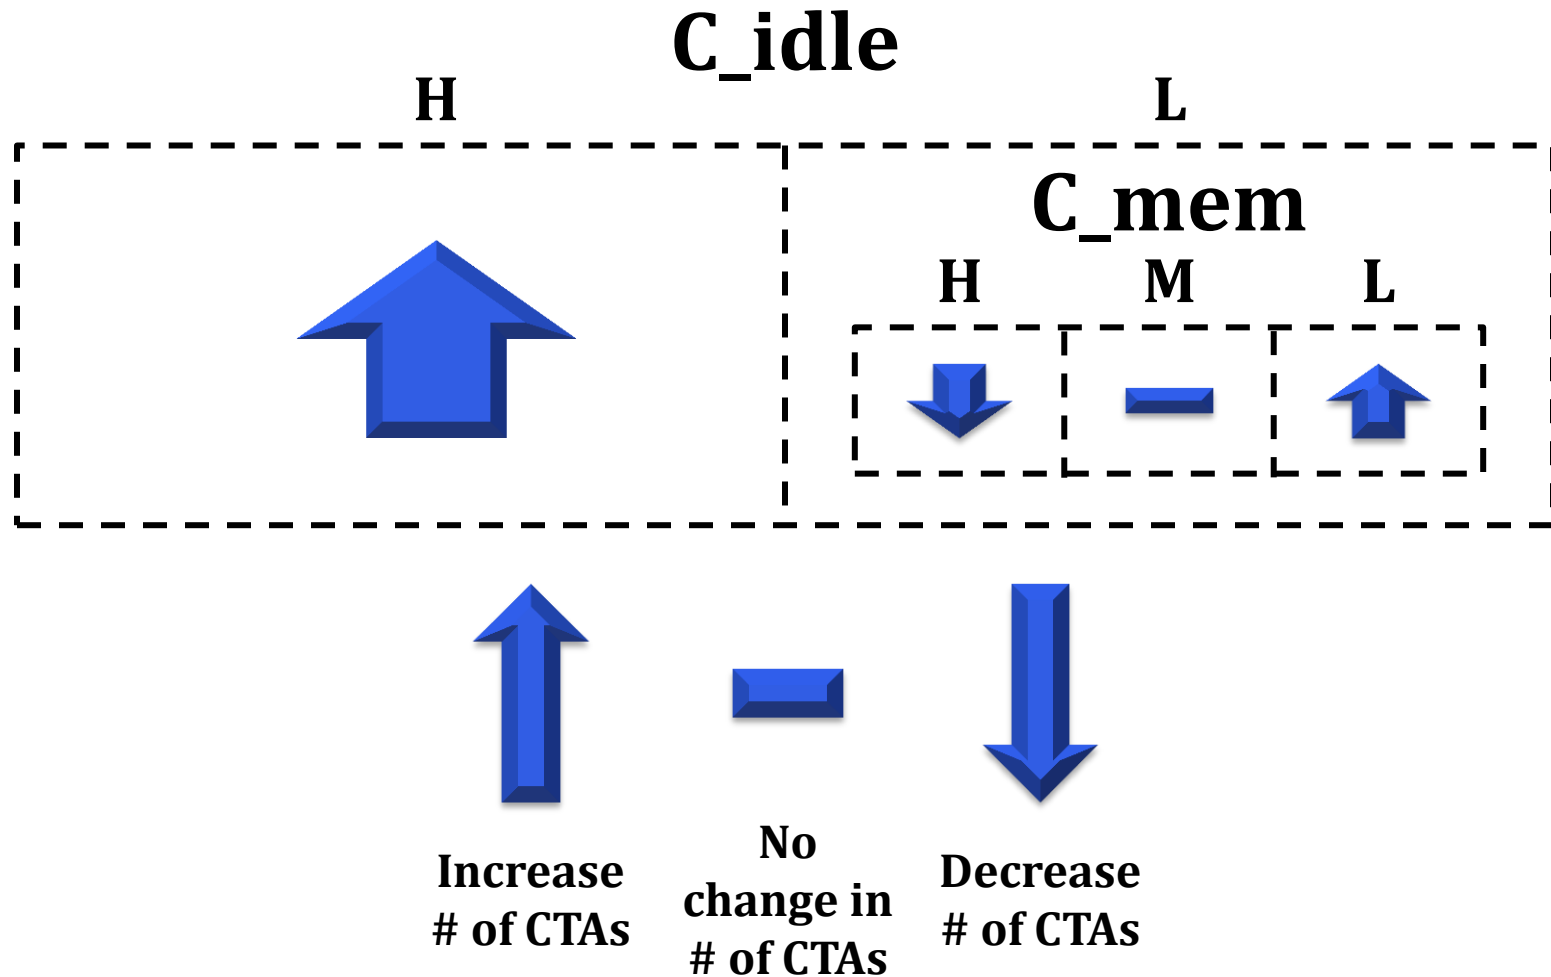 C_idle
H
L
C_mem
H M L
Increase
# of CTAs
No
change in
# of CTAs
Decrease
# of CTAs